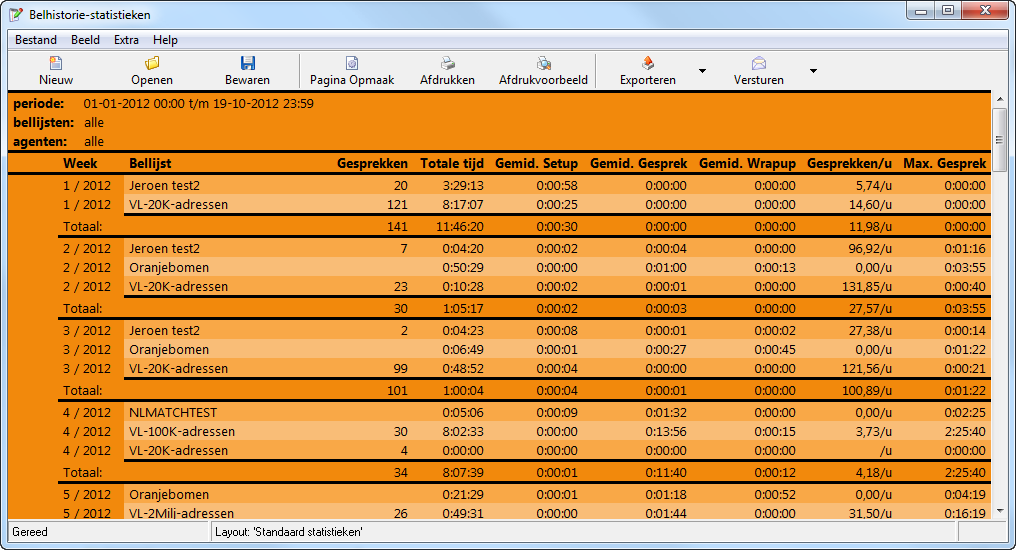 Belhistorie-statistieken
Bestand Beeld Extra Help
Nieuw Openen Bewaren Pagina Opmaak Afdrukken Afdrukvoorbeeld Exporteren Versturen
periode: 01-01-2012 00:00 t/m 19-10-2012 23:59
bellijsten: alle
agenten: alle
Week Bellijst Gesprekken Totale tijd Gemid. Setup Gemid. Gesprek Gemid. Wrapup Gesprekken/u Max. Gesprek
1 / 2012 Jeroen test2 20 3:29:13 0:00:58 0:00:00 0:00:00 5,74/u 0:00:00
1 / 2012 VL-20K-adressen 121 8:17:07 0:00:25 0:00:00 0:00:00 14,60/u 0:00:00
Totaal: 141 11:46:20 0:00:30 0:00:00 0:00:00 11,98/u 0:00:00
2 / 2012 Jeroen test2 7 0:04:20 0:00:02 0:00:04 0:00:00 96,92/u 0:01:16
2 / 2012 Oranjebomen 0:50:29 0:00:00 0:01:00 0:00:13 0,00/u 0:03:55
2 / 2012 VL-20K-adressen 23 0:10:28 0:00:02 0:00:01 0:00:00 131,85/u 0:00:40
Totaal: 30 1:05:17 0:00:02 0:00:03 0:00:00 27,57/u 0:03:55
3 / 2012 Jeroen test2 2 0:04:23 0:00:08 0:00:01 0:00:02 27,38/u 0:00:14
3 / 2012 Oranjebomen 0:06:49 0:00:01 0:00:27 0:00:45 0,00/u 0:01:22
3 / 2012 VL-20K-adressen 99 0:48:52 0:00:04 0:00:00 0:00:00 121,56/u 0:00:21
Totaal: 101 1:00:04 0:00:04 0:00:01 0:00:00 100,89/u 0:01:22
4 / 2012 NLMATCHTEST 0:05:06 0:00:09 0:01:32 0:00:00 0,00/u 0:02:25
4 / 2012 VL-100K-adressen 30 8:02:33 0:00:00 0:13:56 0:00:15 3,73/u 2:25:40
4 / 2012 VL-20K-adressen 4 0:00:00 0:00:00 0:00:00 0:00:00 /u 0:00:00
Totaal: 34 8:07:39 0:00:01 0:11:40 0:00:12 4,18/u 2:25:40
5 / 2012 Oranjebomen 0:21:29 0:00:01 0:01:18 0:00:52 0,00/u 0:04:19
5 / 2012 VL-2Milj-adressen 26 0:49:31 0:00:00 0:01:44 0:00:00 31,50/u 0:16:19
Gereed Layout: 'Standaard statistieken'